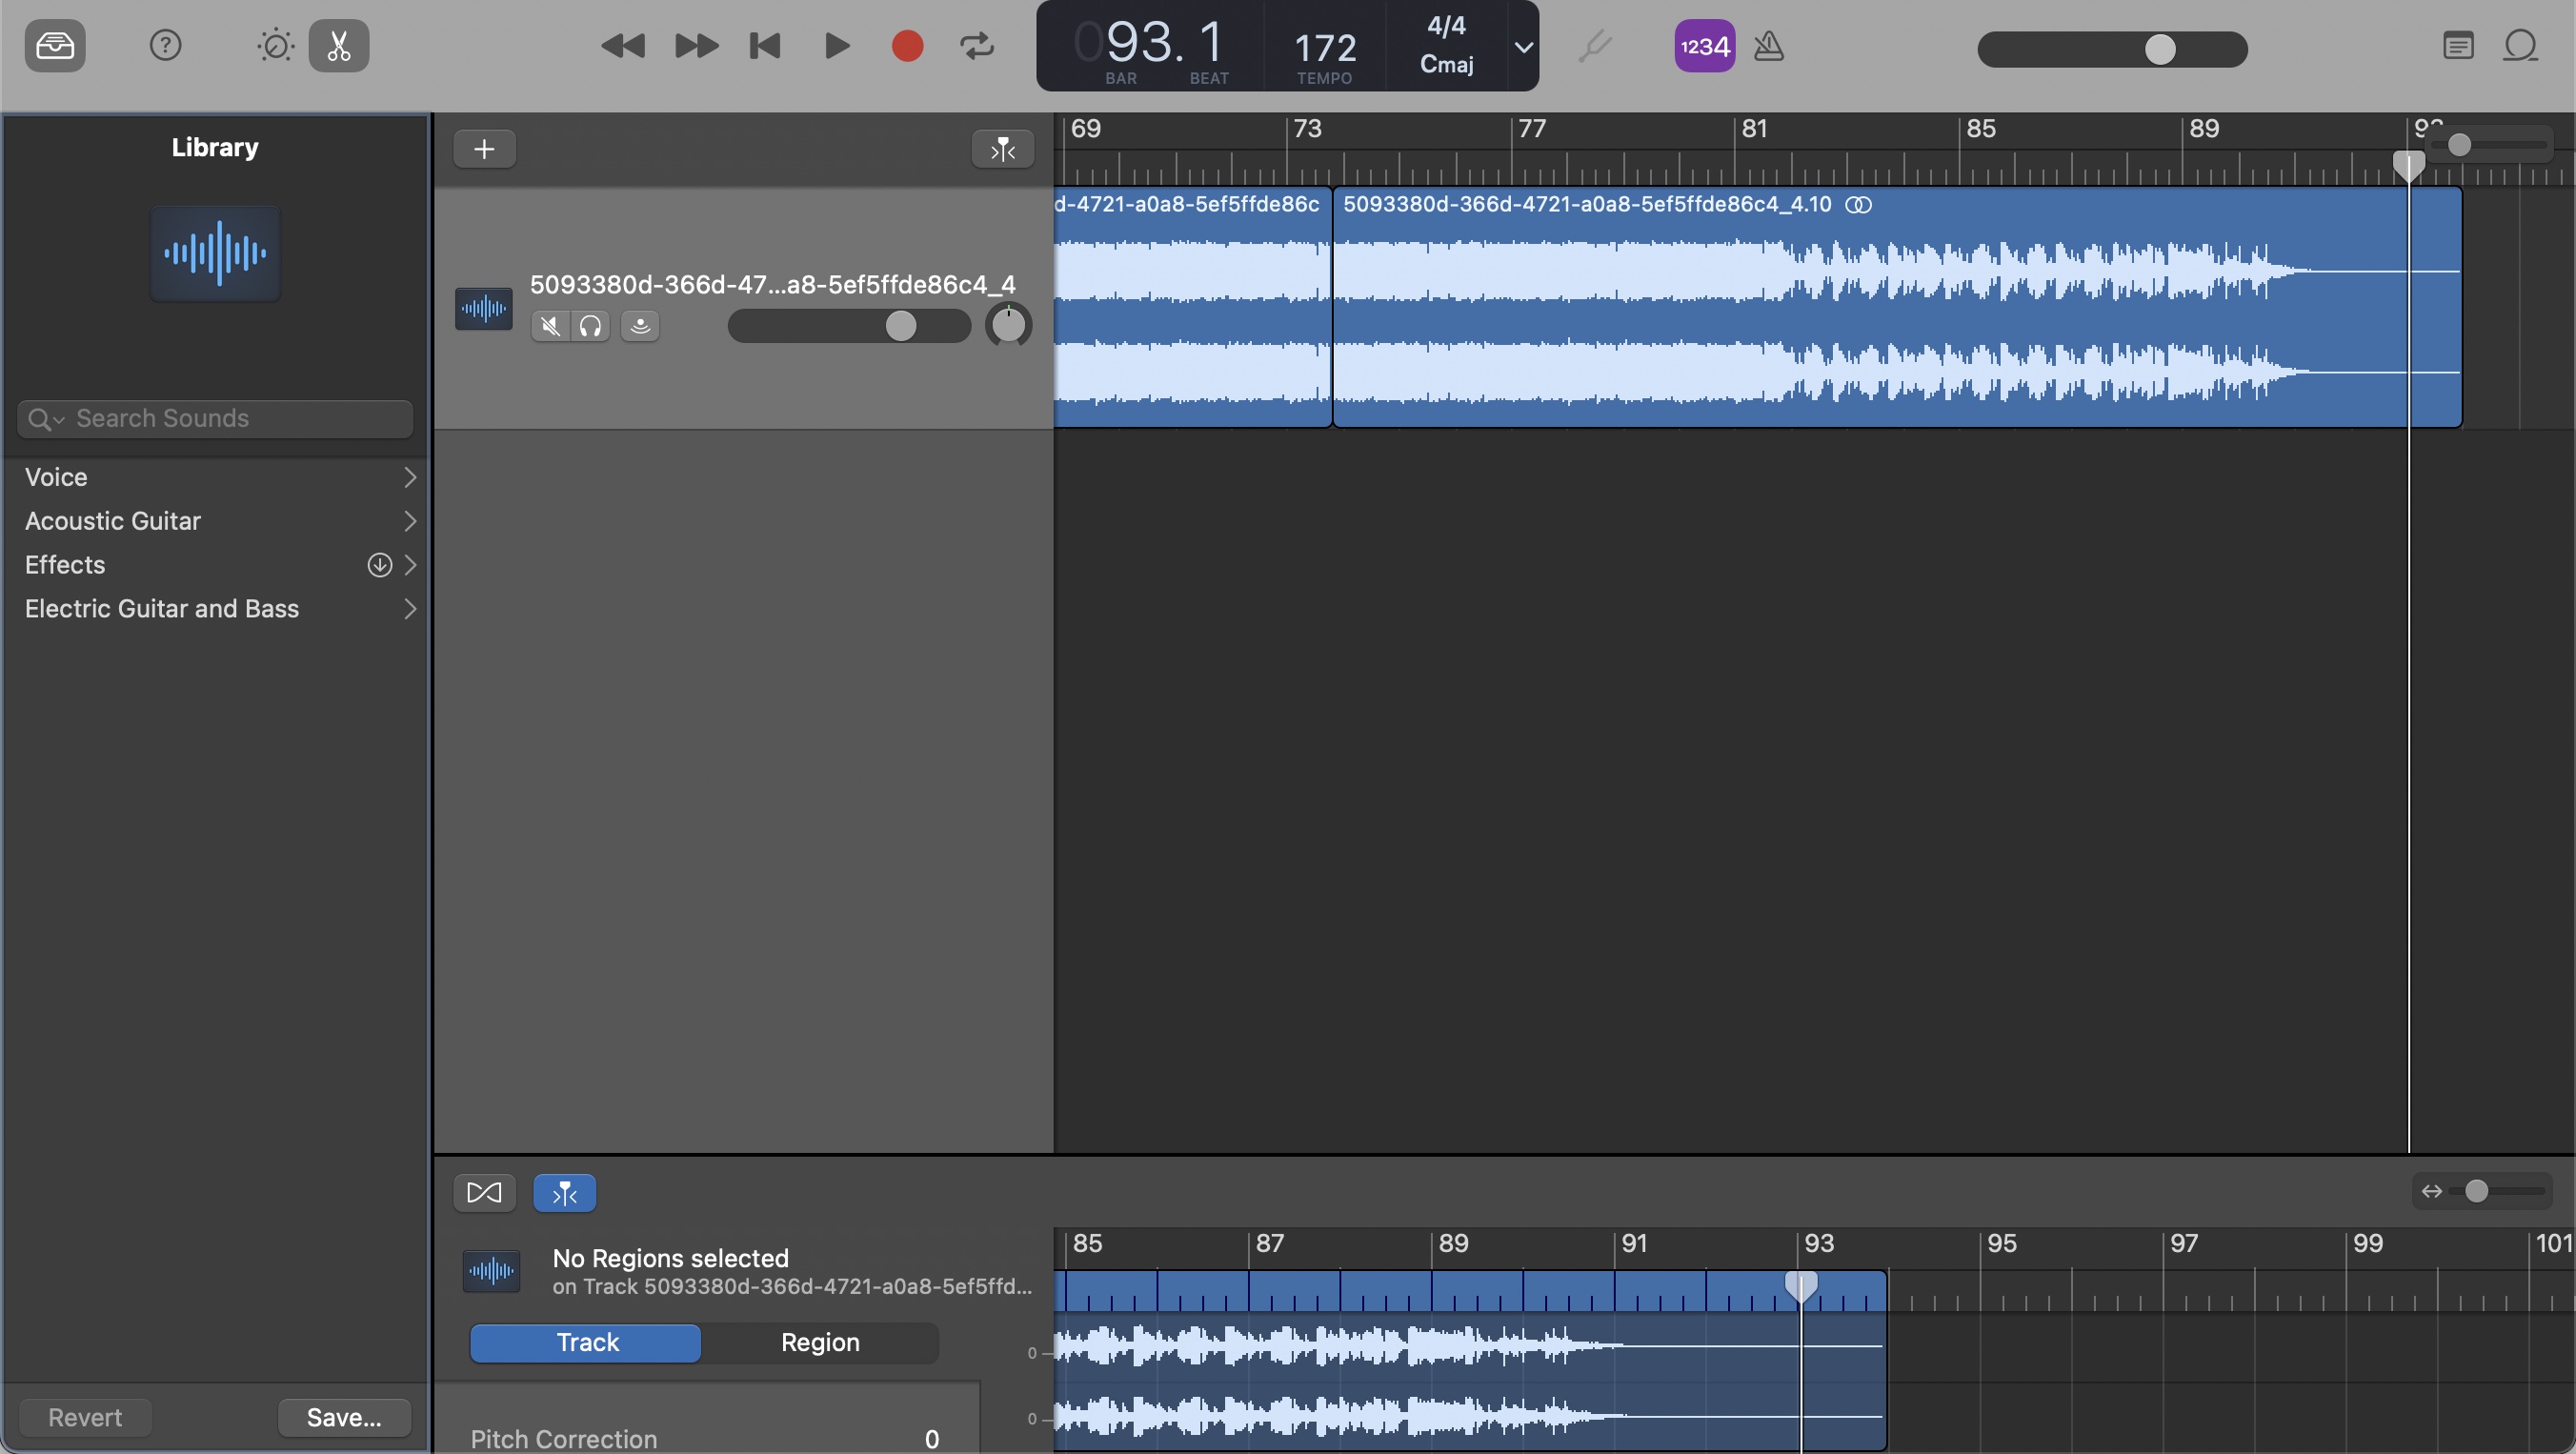 093. 1
BAR BEAT
172
TEMPO
4/4
Cmaj
1234
Library
Search Sounds
Voice
Acoustic Guitar
Effects
Electric Guitar and Bass
Revert
Save...
69 73 77 81 85 89
d-4721-a0a8-5ef5ffde86c
5093380d-366d-4721-a0a8-5ef5ffde86c4_4.10
5093380d-366d-47...a8-5ef5ffde86c4_4
85 87 89 91 93 95 97 99 101
No Regions selected
on Track 5093380d-366d-4721-a0a8-5ef5ffd...
Track
Region
0
0
Pitch Correction 0